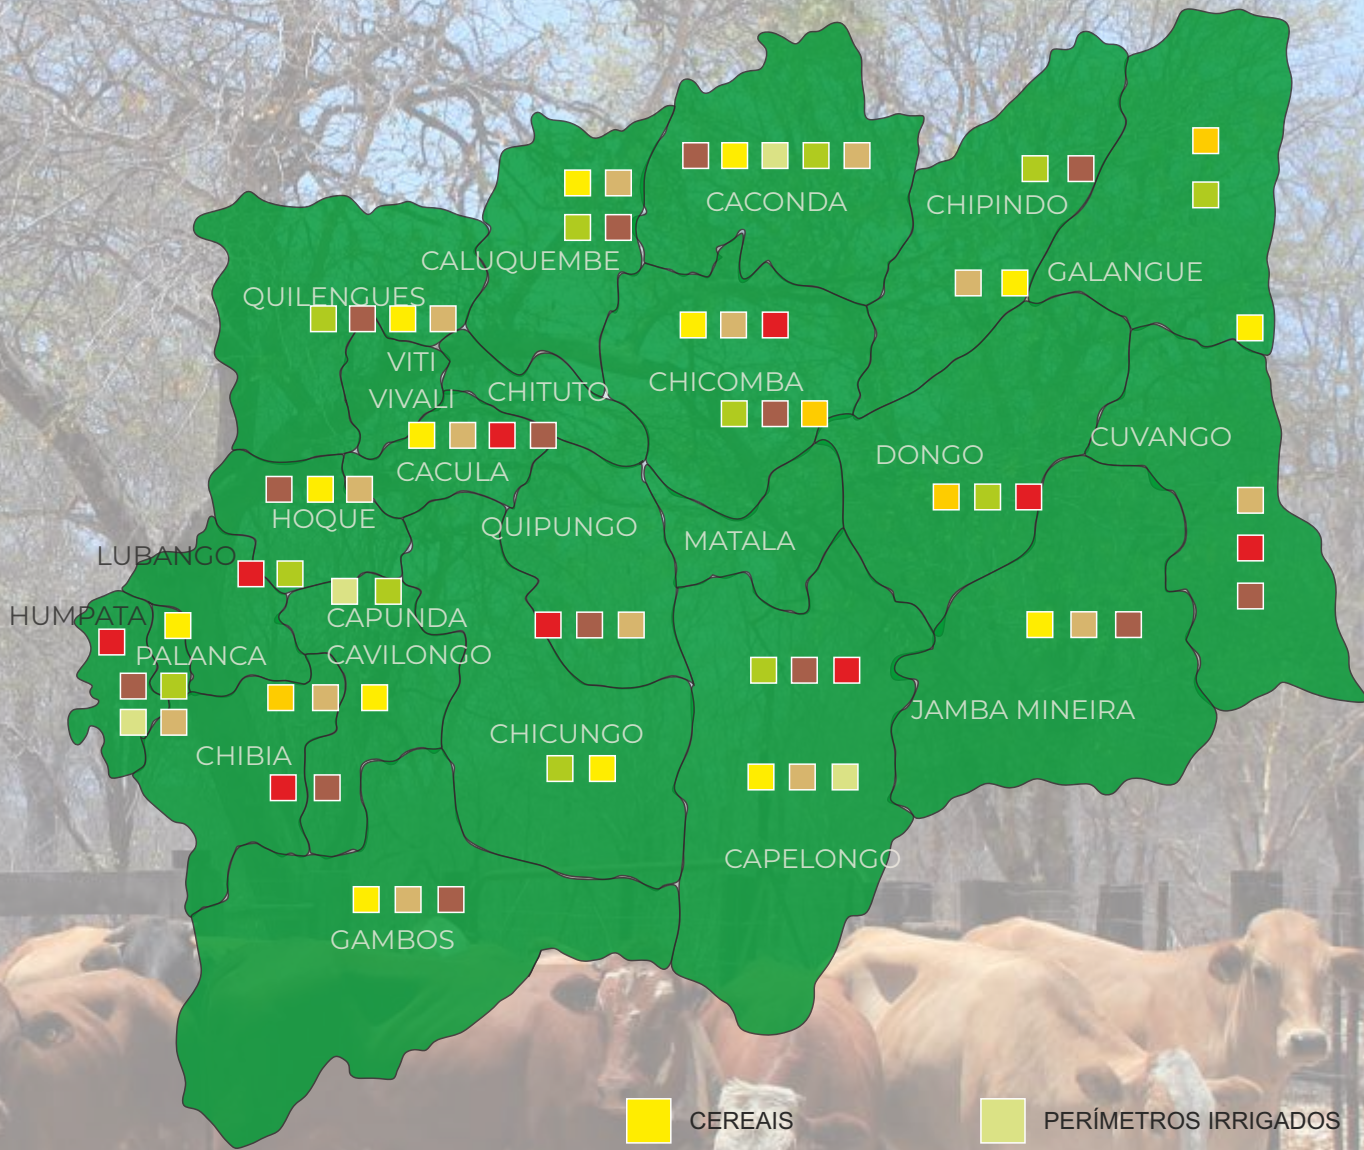 CACONDA
CHIPINDO
CALUQUEMBE
GALANGUE
QUILENGUES
VITI
VIVALI
CHITUTO
CHICOMBA
CUVANGO
DONGO
CACULA
HOQUE
QUIPUNGO
MATALA
LUBANGO
HUMPATA
CAPUNDA
CAVILONGO
PALANCA
JAMBA MINEIRA
CHICUNGO
CHIBIA
CAPELONGO
GAMBOS
CEREAIS
PERÍMETROS IRRIGADOS